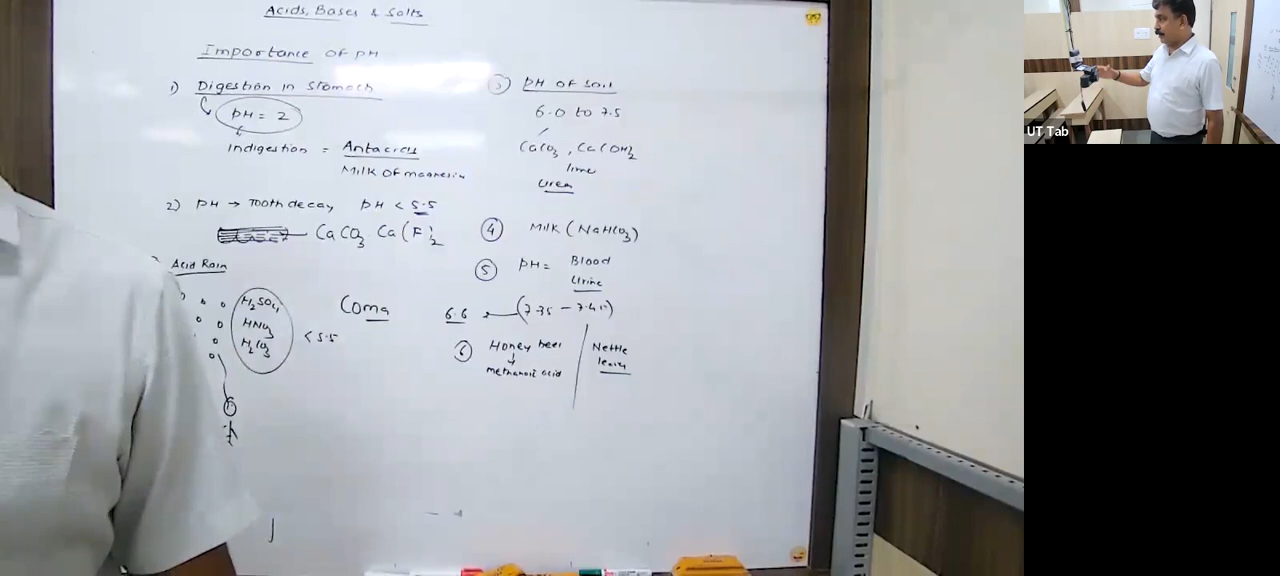 Acids, Bases & Salts
Importance of pH
1) Digestion in Stomach
pH = 2
Indigestion = Antacids
Milk of magnesia
2) pH → Tooth decay pH < 5.5
CaCO3 Ca(F)2
Acid Rain
H2SO4
HNO3
H2CO3
< 5.5
Coma
3) pH of soil
6.0 to 7.5
CaCO3, Ca(OH)2
lime
Urea
4 Milk (NaHCO3)
5 pH = Blood
Urine
6.6 (7.35 -
6 Honey bee
↓
methanoic acid
Nettle
leaves
UT Tab